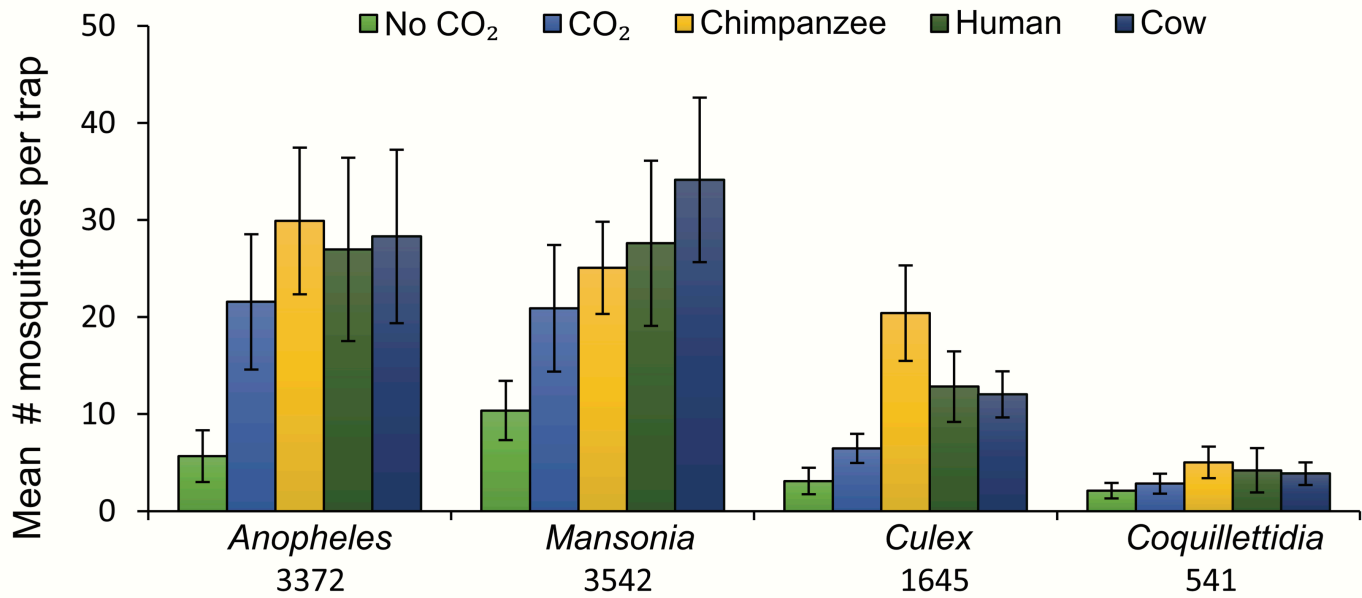 Mean # mosquitoes per trap
50
40
30
20
10
0
No CO₂ CO₂ Chimpanzee Human Cow
Anopheles Mansonia Culex Coquillettidia
3372 3542 1645 541